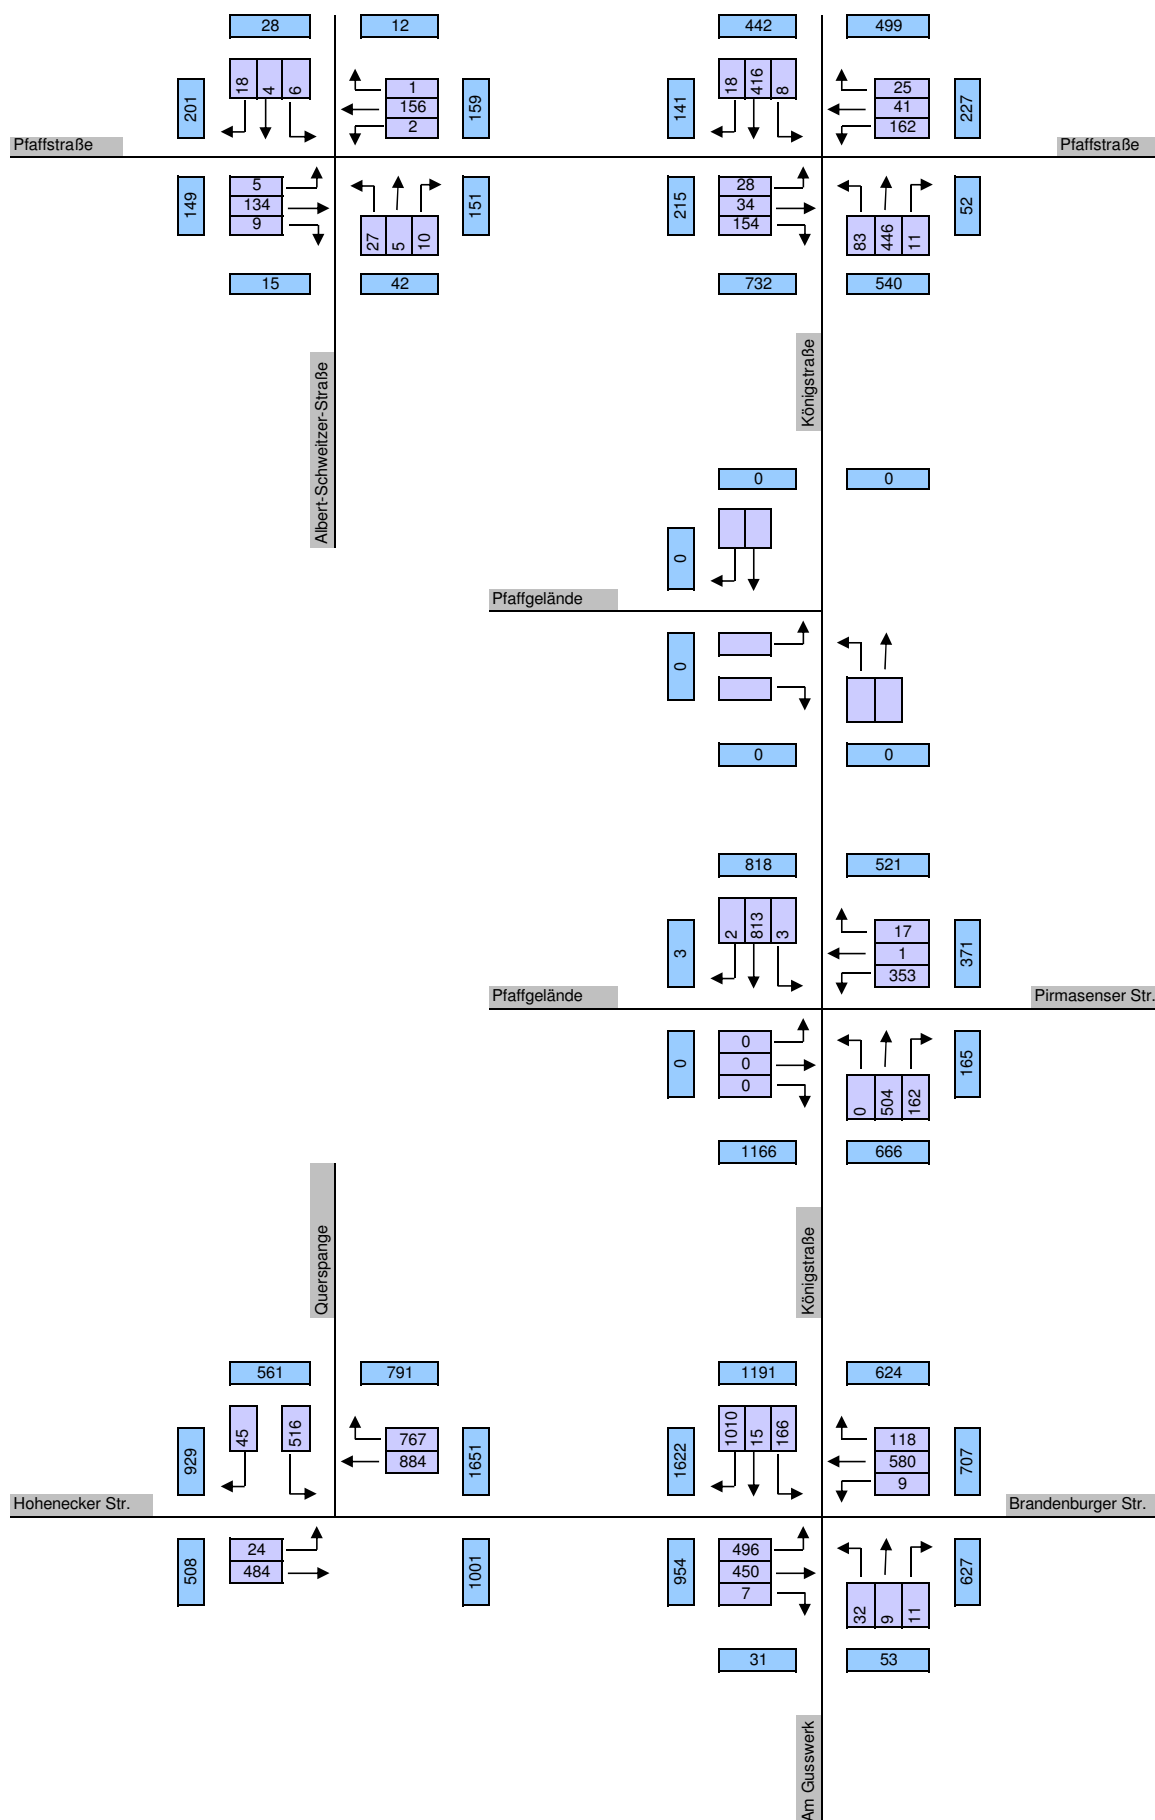 28 12 442 499
18 4 6 18 416 8
201 1 156 2 159 141 25 41 162 227
Pfaffstraße Pfaffstraße
149 5 134 9 151 215 28 34 154 52
27 5 10 83 446 11
15 42 732 540
Albert-Schweitzer-Straße
Königstraße
0 0
0
Pfaffgelände
0
0 0
818 521
2 813 3
3 17 1 353 371
Pfaffgelände Pirmasenser Str.
0 0 0 0 165
0 504 162
1166 666
Querspange
Königstraße
561 791 1191 624
45 516 1010 15 166
929 767 884 1651 1622 118 580 9 707
Hohenecker Str. Brandenburger Str.
508 24 484 1001 954 496 450 7 627
32 9 11
31 53
Am Gusswerk